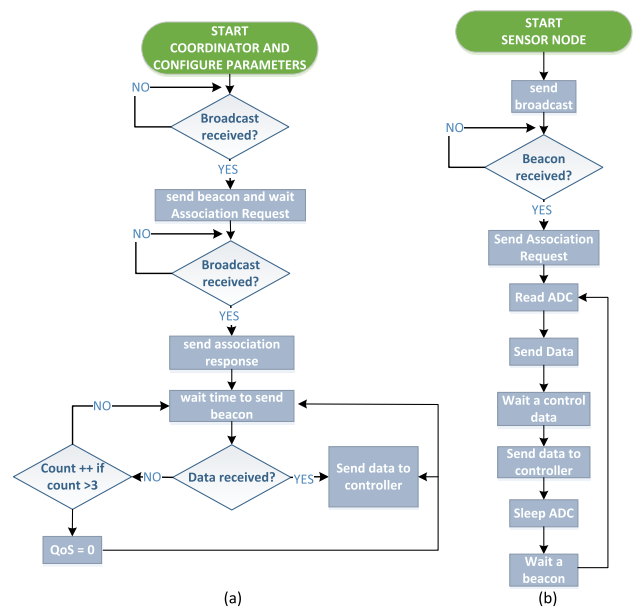 START
COORDINATOR AND
CONFIGURE PARAMETERS
NO
Broadcast
received?
YES
send beacon and wait
Association Request
NO
Broadcast
received?
YES
send association
response
wait time to send
beacon
NO
Count ++ if
count >3
NO
Data received?
YES
Send data to
controller
QoS = 0
(a)
START
SENSOR NODE
send
broadcast
NO
Beacon
received?
YES
Send Association
Request
Read ADC
Send Data
Wait a control
data
Send data to
controller
Sleep ADC
Wait a
beacon
(b)